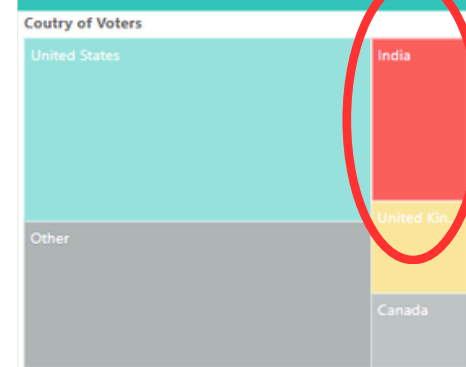 Coutry of Voters
United States
India
United Kin...
Other
Canada